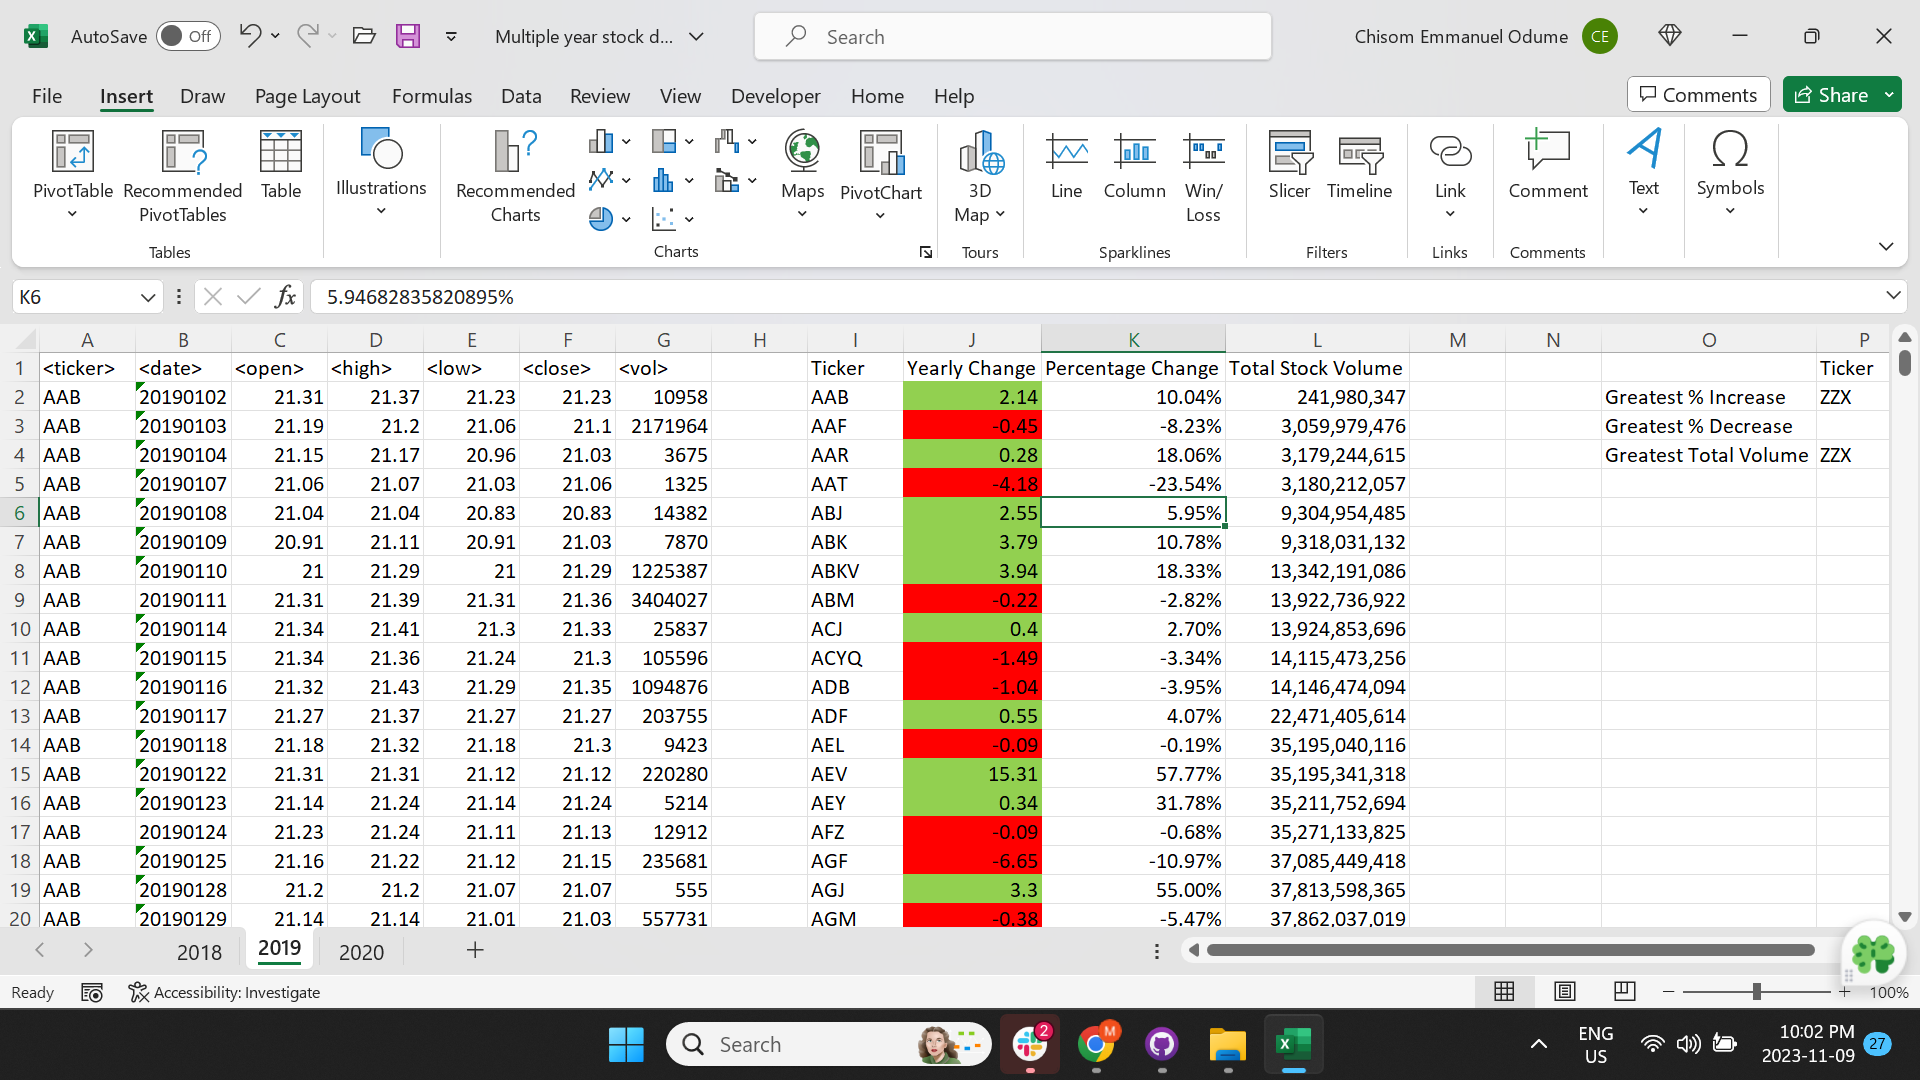 AutoSave Off Multiple year stock d... Search Chisom Emmanuel Odume CE
File Insert Draw Page Layout Formulas Data Review View Developer Home Help Comments Share
PivotTable Recommended PivotTables Table Illustrations Recommended Charts Maps PivotChart 3D Map Line Column Win/Loss Slicer Timeline Link Comment Text Symbols
Tables Charts Tours Sparklines Filters Links Comments
K6 fx 5.94682835820895%
A B C D E F G H I J K L M N O P
1 <ticker> <date> <open> <high> <low> <close> <vol> Ticker Yearly Change Percentage Change Total Stock Volume Ticker
2 AAB 20190102 21.31 21.37 21.23 21.23 10958 AAB 2.14 10.04% 241,980,347 Greatest % Increase ZZX
3 AAB 20190103 21.19 21.2 21.06 21.1 2171964 AAF -0.45 -8.23% 3,059,979,476 Greatest % Decrease
4 AAB 20190104 21.15 21.17 20.96 21.03 3675 AAR 0.28 18.06% 3,179,244,615 Greatest Total Volume ZZX
5 AAB 20190107 21.06 21.07 21.03 21.06 1325 AAT -4.18 -23.54% 3,180,212,057
6 AAB 20190108 21.04 21.04 20.83 20.83 14382 ABJ 2.55 5.95% 9,304,954,485
7 AAB 20190109 20.91 21.11 20.91 21.03 7870 ABK 3.79 10.78% 9,318,031,132
8 AAB 20190110 21 21.29 21 21.29 1225387 ABKV 3.94 18.33% 13,342,191,086
9 AAB 20190111 21.31 21.39 21.31 21.36 3404027 ABM -0.22 -2.82% 13,922,736,922
10 AAB 20190114 21.34 21.41 21.3 21.33 25837 ACJ 0.4 2.70% 13,924,853,696
11 AAB 20190115 21.34 21.36 21.24 21.3 105596 ACYQ -1.49 -3.34% 14,115,473,256
12 AAB 20190116 21.32 21.43 21.29 21.35 1094876 ADB -1.04 -3.95% 14,146,474,094
13 AAB 20190117 21.27 21.37 21.27 21.27 203755 ADF 0.55 4.07% 22,471,405,614
14 AAB 20190118 21.18 21.32 21.18 21.3 9423 AEL -0.09 -0.19% 35,195,040,116
15 AAB 20190122 21.31 21.31 21.12 21.12 220280 AEV 15.31 57.77% 35,195,341,318
16 AAB 20190123 21.14 21.24 21.14 21.24 5214 AEY 0.34 31.78% 35,211,752,694
17 AAB 20190124 21.23 21.24 21.11 21.13 12912 AFZ -0.09 -0.68% 35,271,133,825
18 AAB 20190125 21.16 21.22 21.12 21.15 235681 AGF -6.65 -10.97% 37,085,449,418
19 AAB 20190128 21.2 21.2 21.07 21.07 555 AGJ 3.3 55.00% 37,813,598,365
20 AAB 20190129 21.14 21.14 21.01 21.03 557731 AGM -0.38 -5.47% 37,862,037,019
2018 2019 2020
Ready Accessibility: Investigate 100%
Search 2 M ENG US 10:02 PM 2023-11-09 27